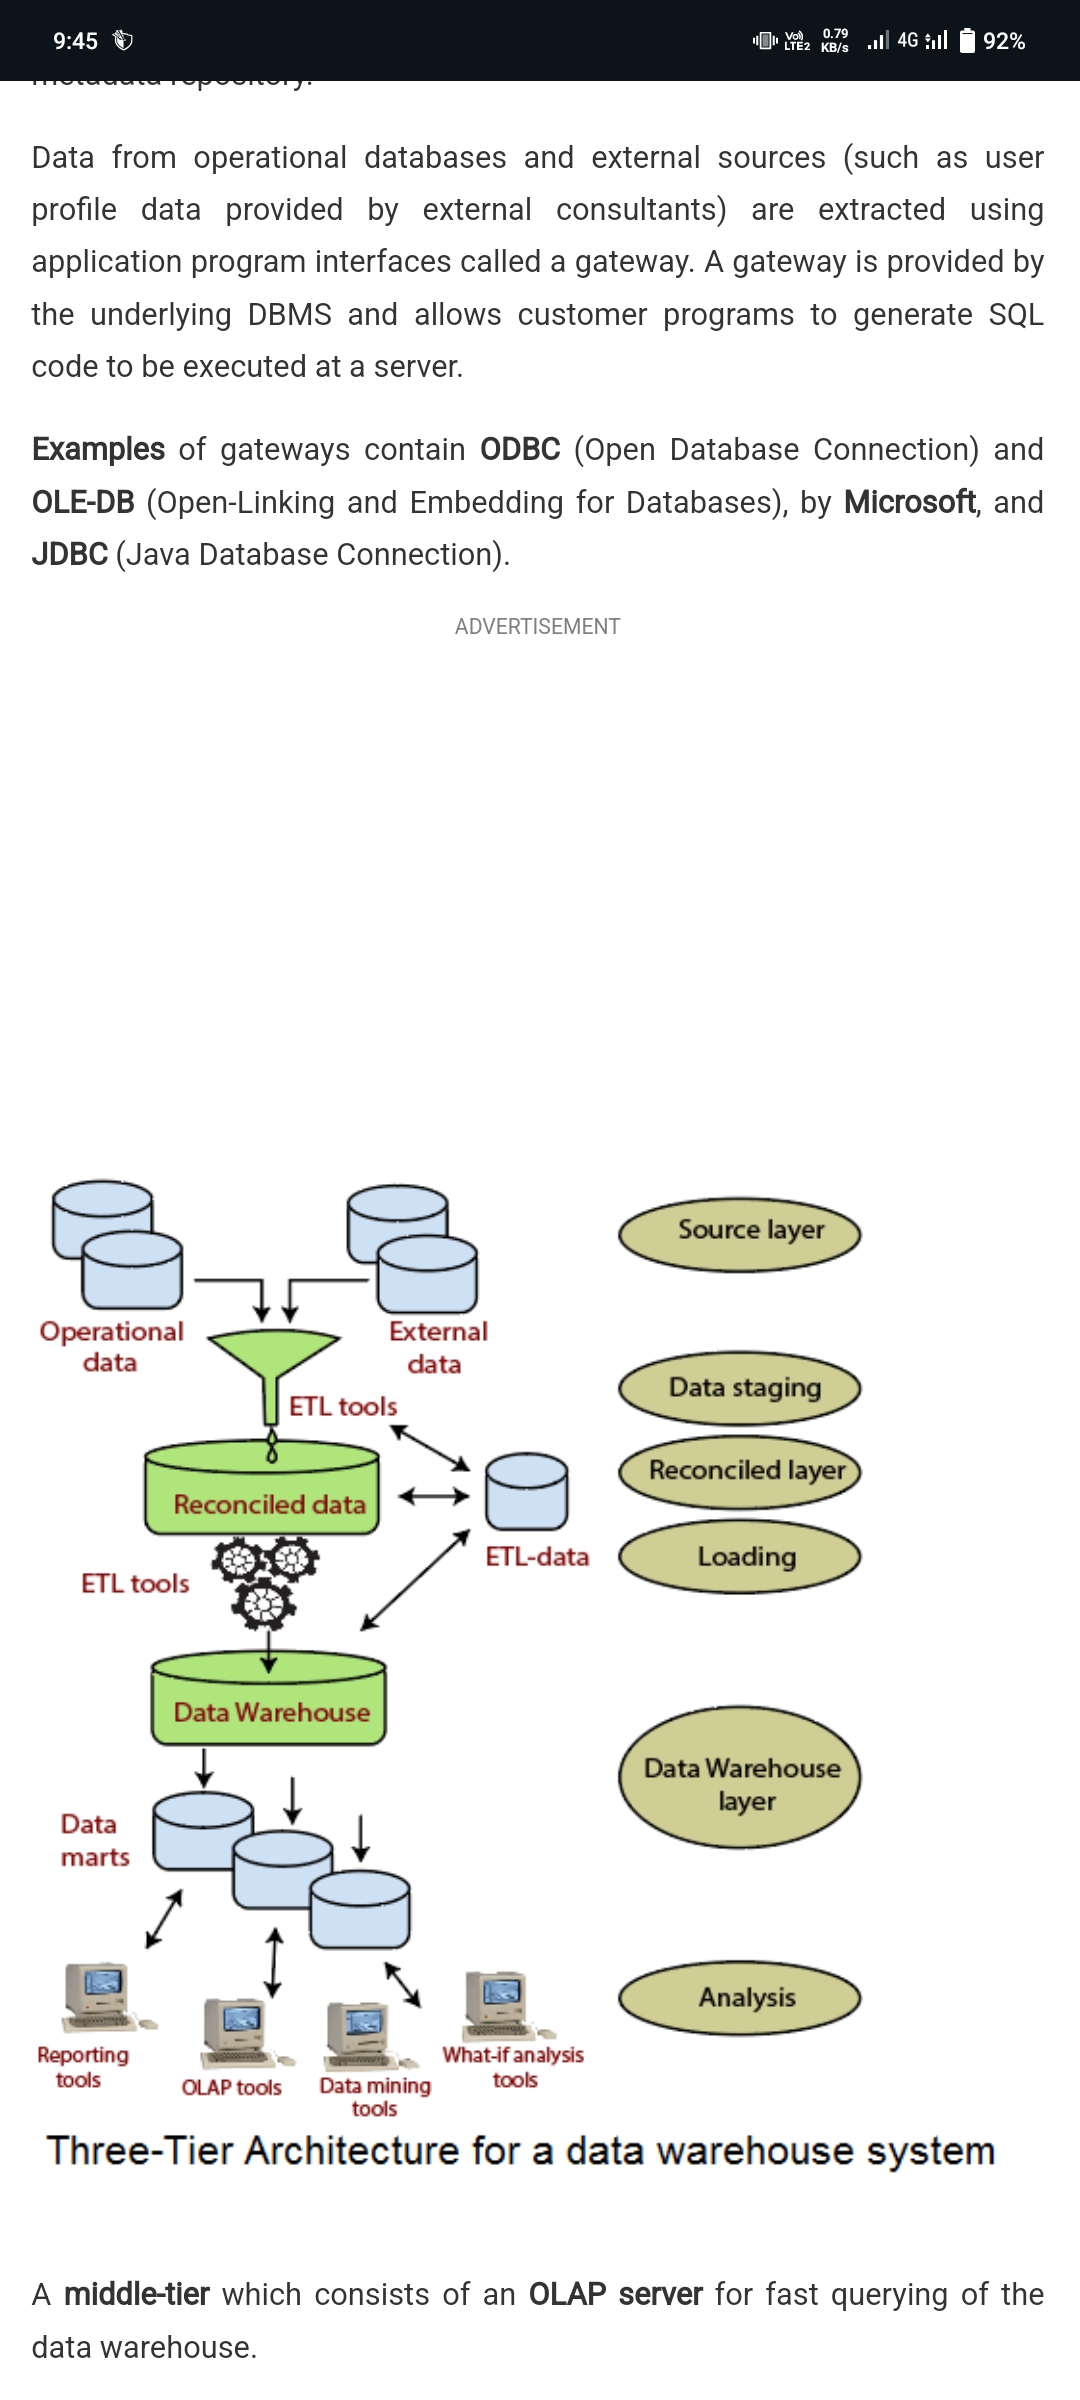 9:45
Vo) LTE2 0.79 KB/s 4G 92%
metadata repository.
Data from operational databases and external sources (such as user
profile data provided by external consultants) are extracted using
application program interfaces called a gateway. A gateway is provided by
the underlying DBMS and allows customer programs to generate SQL
code to be executed at a server.
Examples of gateways contain ODBC (Open Database Connection) and
OLE-DB (Open-Linking and Embedding for Databases), by Microsoft, and
JDBC (Java Database Connection).
ADVERTISEMENT
Source layer
Operational
data
External
data
Data staging
ETL tools
Reconciled layer
Reconciled data
ETL-data
Loading
ETL tools
Data Warehouse
Data Warehouse
layer
Data
marts
Analysis
Reporting
tools
OLAP tools
Data mining
tools
What-if analysis
tools
Three-Tier Architecture for a data warehouse system
A middle-tier which consists of an OLAP server for fast querying of the
data warehouse.